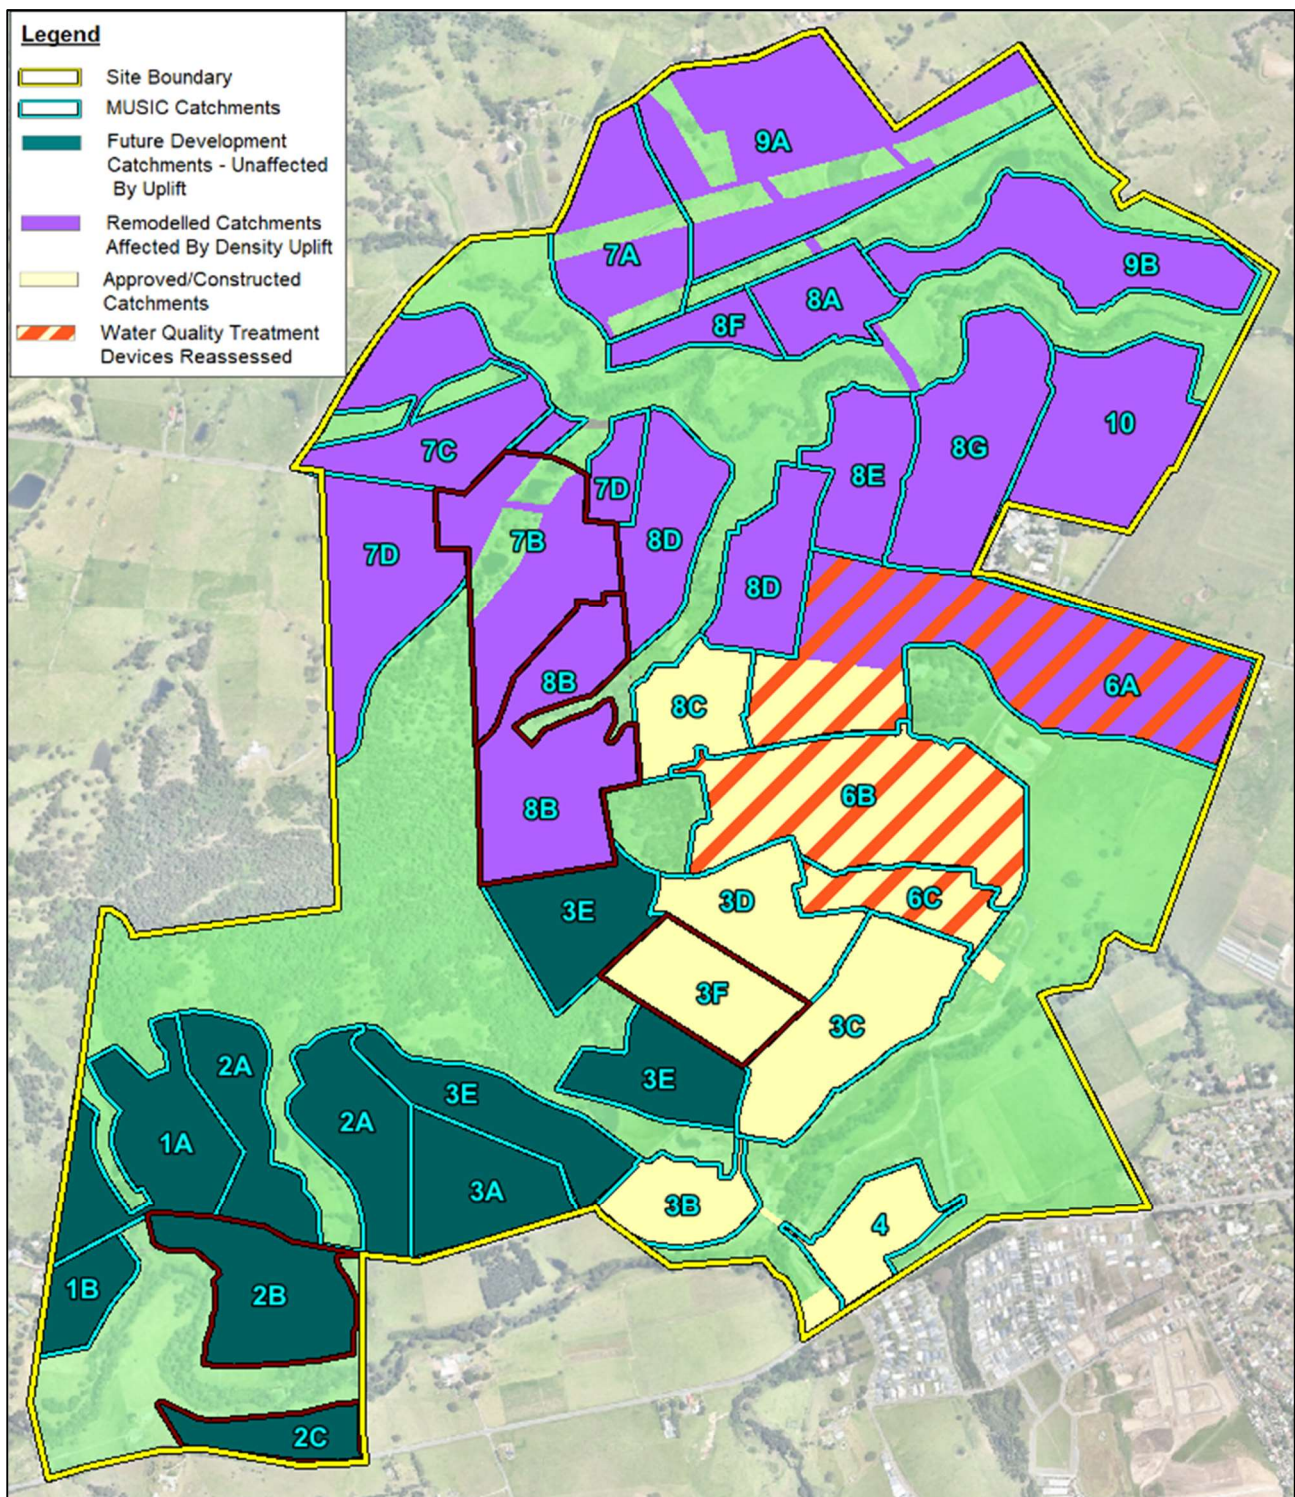 Legend
Site Boundary
MUSIC Catchments
Future Development
Catchments - Unaffected
By Uplift
Remodelled Catchments
Affected By Density Uplift
Approved/Constructed
Catchments
Water Quality Treatment
Devices Reassessed
9A
7A
9B
8A
8F
10
7C
8G
8E
7D
7B
8D
7D
8D
8B
6A
8C
6B
8B
3E
3D
6C
3F
3C
2A
3E
3E
2A
1A
3A
3B
4
1B
2B
2C